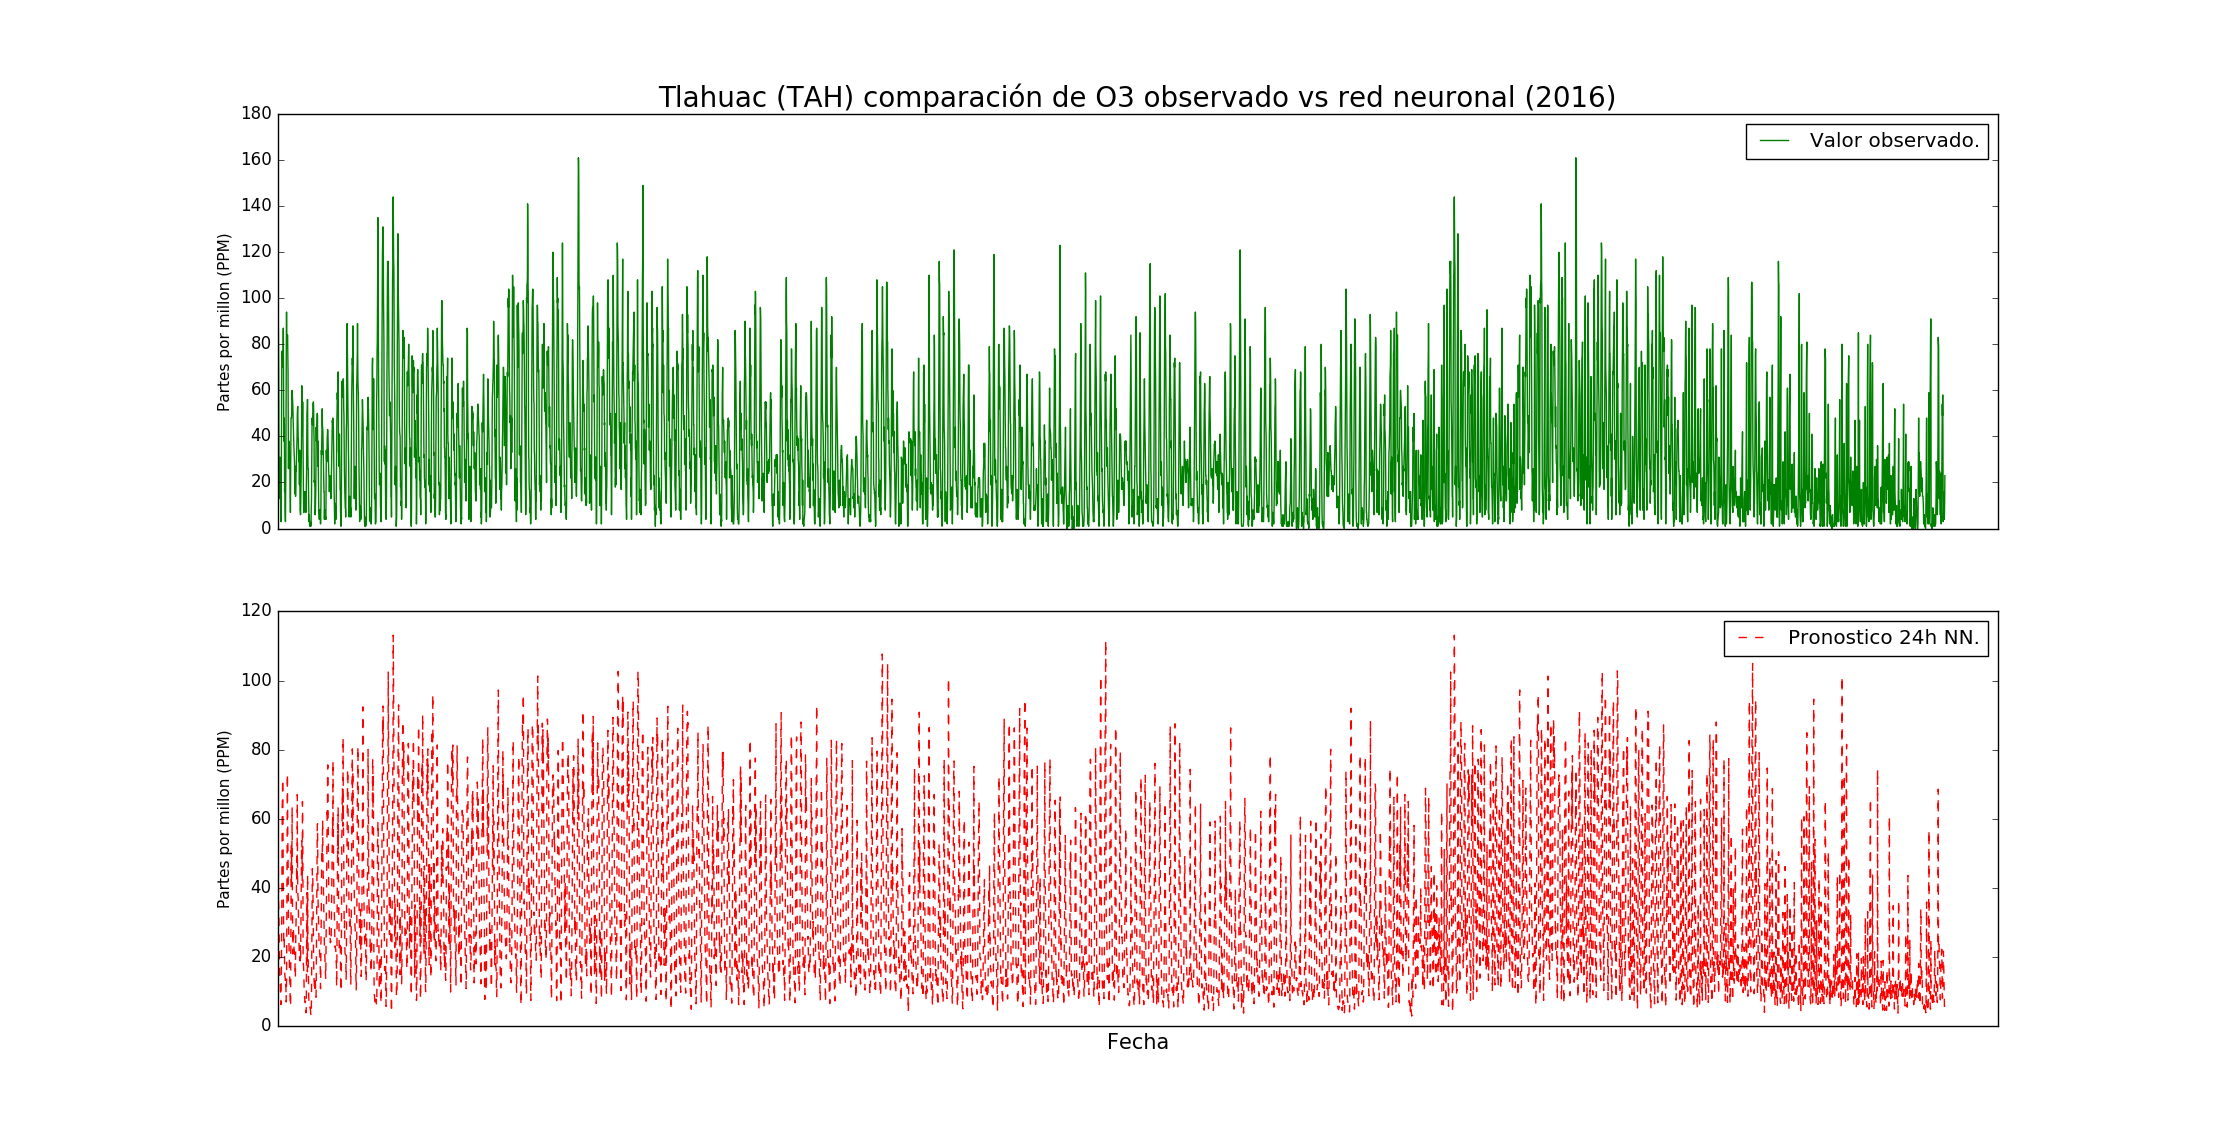 Tlahuac (TAH) comparación de O3 observado vs red neuronal (2016)
180
160
140
120
100
80
60
40
20
0
Partes por millon (PPM)
Valor observado.
120
100
80
60
40
20
0
Partes por millon (PPM)
Pronostico 24h NN.
Fecha